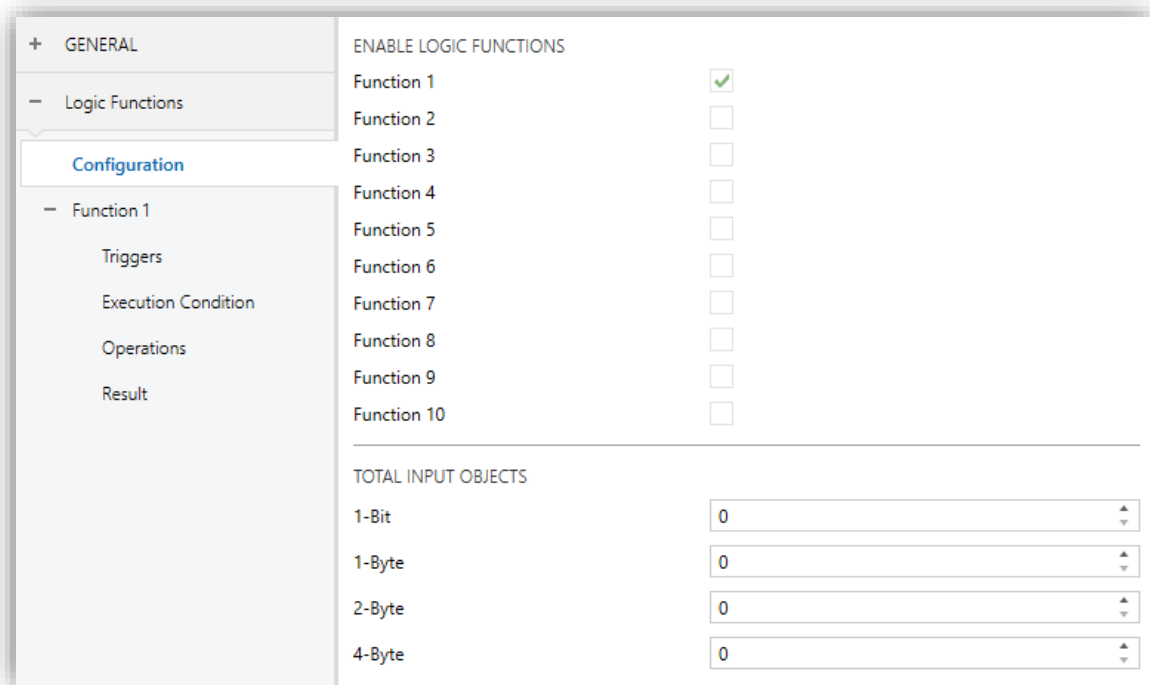 + GENERAL
− Logic Functions
Configuration
− Function 1
Triggers
Execution Condition
Operations
Result
ENABLE LOGIC FUNCTIONS
Function 1
Function 2
Function 3
Function 4
Function 5
Function 6
Function 7
Function 8
Function 9
Function 10
TOTAL INPUT OBJECTS
1-Bit 0
1-Byte 0
2-Byte 0
4-Byte 0